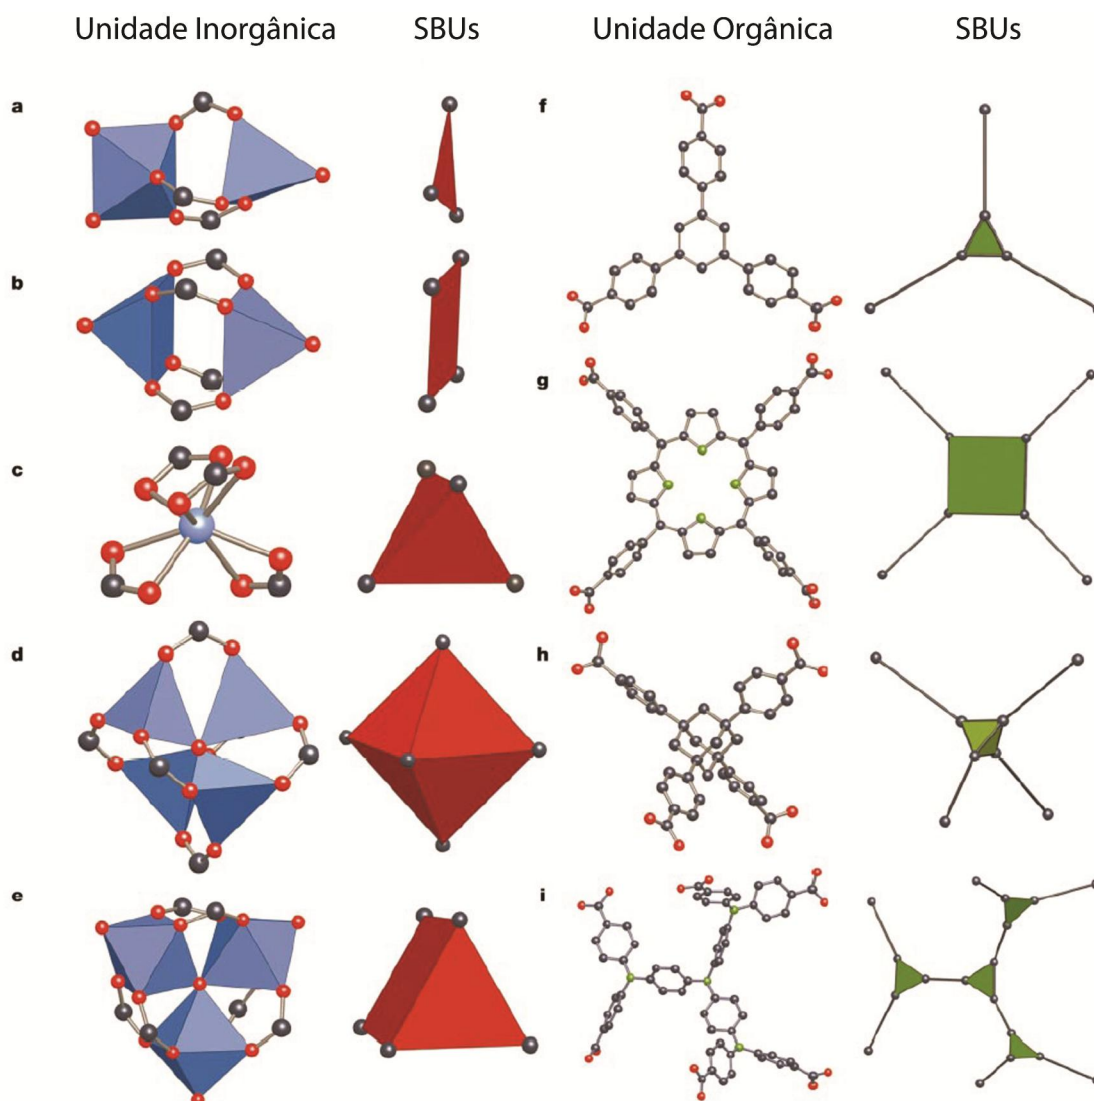 Unidade Inorgânica SBUs Unidade Orgânica SBUs
a f
b
g
c
d h
e i